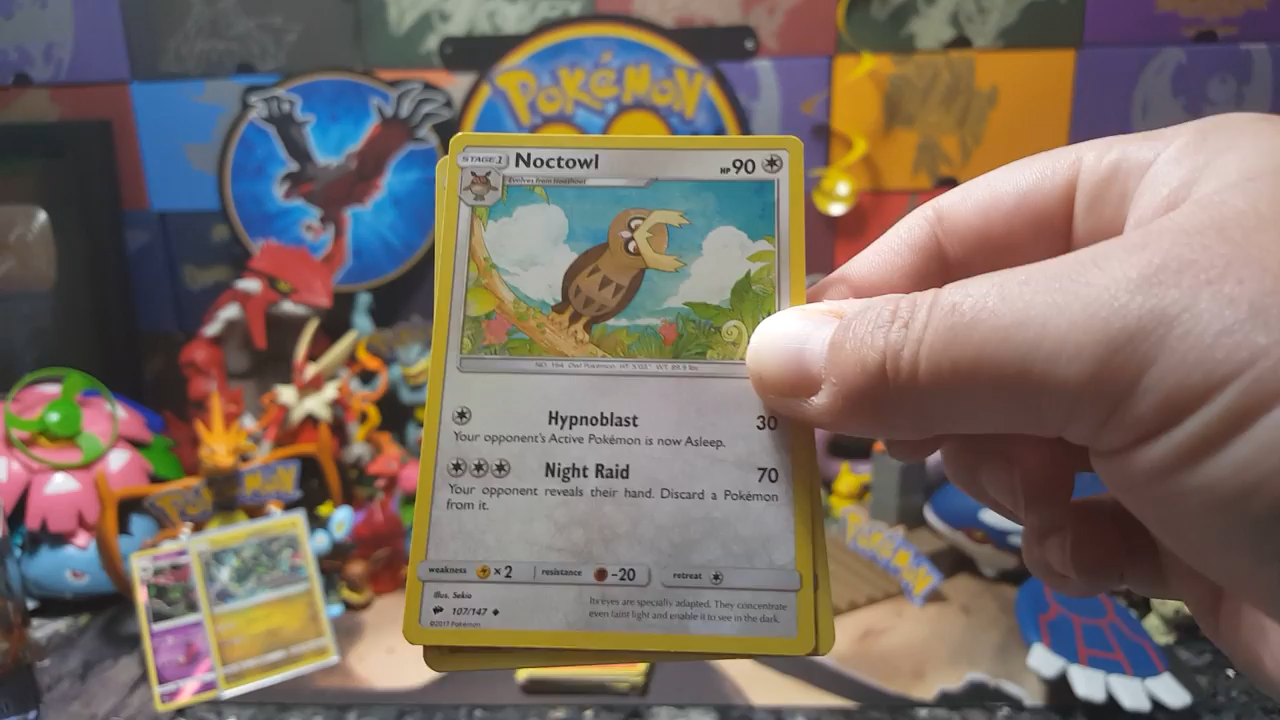 POKéMON
STAGE 1
Noctowl
HP 90
Evolves from Hoothoot
NO. 164 Owl Pokémon HT: 5'03" WT: 89.9 lbs
Hypnoblast 30
Your opponent's Active Pokémon is now Asleep.
Night Raid 70
Your opponent reveals their hand. Discard a Pokémon
from it.
weakness ×2 resistance -20 retreat
Illus. Sekio
107/147
©2017 Pokémon
Its eyes are specially adapted. They concentrate
even faint light and enable it to see in the dark.
POKéMON
POKéMON